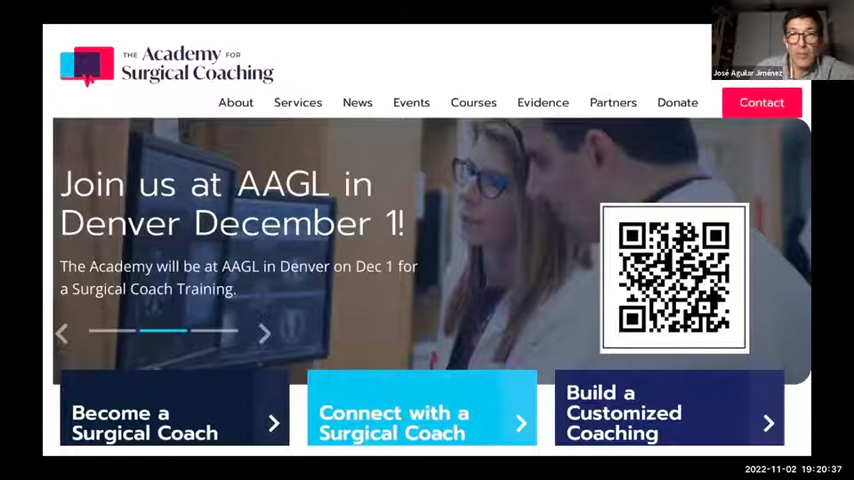 THE Academy FOR
Surgical Coaching
José Aguilar Jiménez
About Services News Events Courses Evidence Partners Donate Contact
Join us at AAGL in
Denver December 1!
The Academy will be at AAGL in Denver on Dec 1 for
a Surgical Coach Training.
Become a
Surgical Coach
Connect with a
Surgical Coach
Build a
Customized
Coaching
2022-11-02 19:20:37